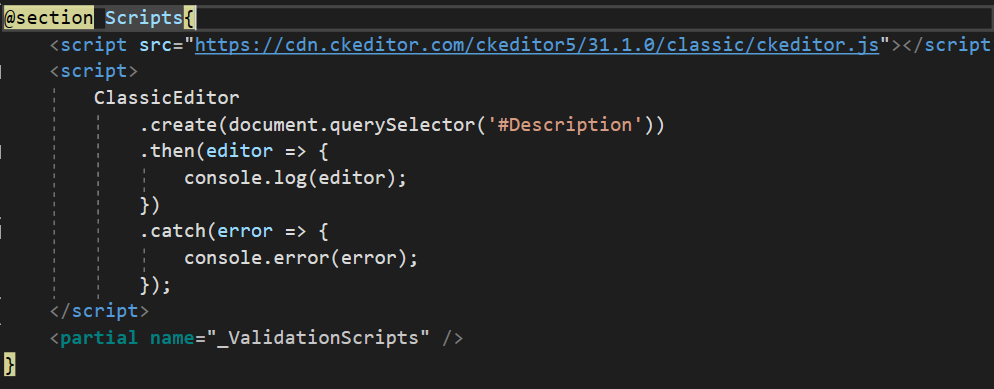 @section Scripts{
<script src="https://cdn.ckeditor.com/ckeditor5/31.1.0/classic/ckeditor.js"></script
<script>
ClassicEditor
.create(document.querySelector('#Description'))
.then(editor => {
console.log(editor);
})
.catch(error => {
console.error(error);
});
</script>
<partial name="_ValidationScripts" />
}